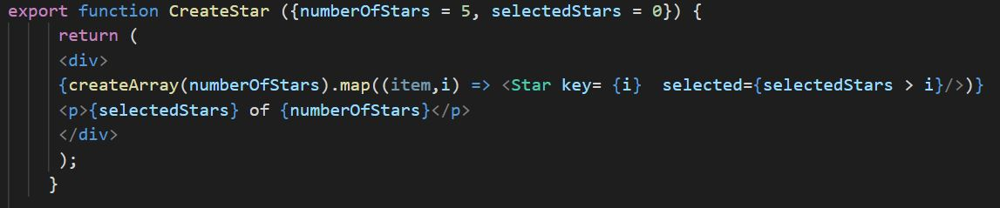 export function CreateStar ({numberOfStars = 5, selectedStars = 0}) {
return (
<div>
{createArray(numberOfStars).map((item,i) => <Star key= {i}  selected={selectedStars > i}/>)}
<p>{selectedStars} of {numberOfStars}</p>
</div>
);
}